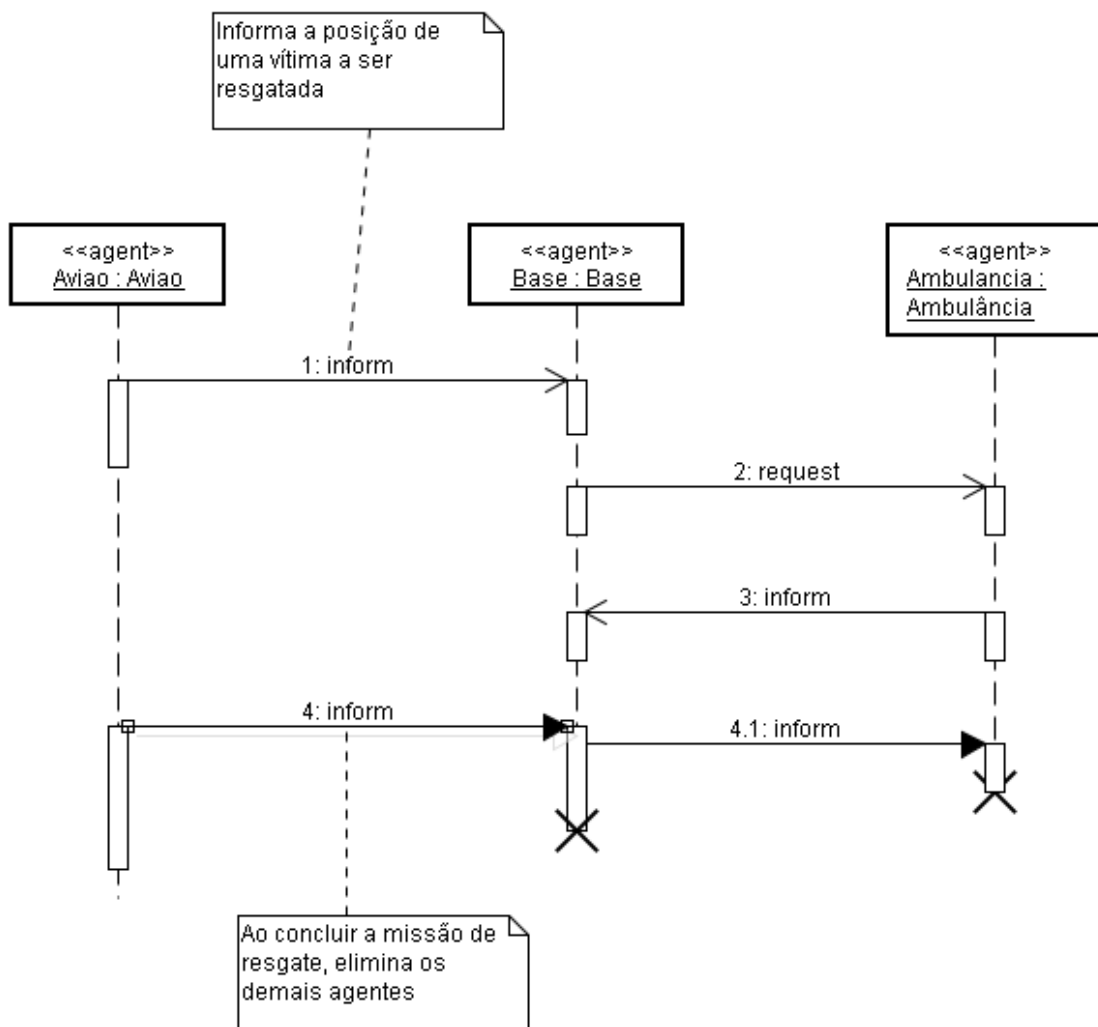 Informa a posição de
uma vítima a ser
resgatada
<<agent>>
Aviao : Aviao
<<agent>>
Base : Base
<<agent>>
Ambulancia :
Ambulância
1: inform
2: request
3: inform
4: inform
4.1: inform
Ao concluir a missão de
resgate, elimina os
demais agentes